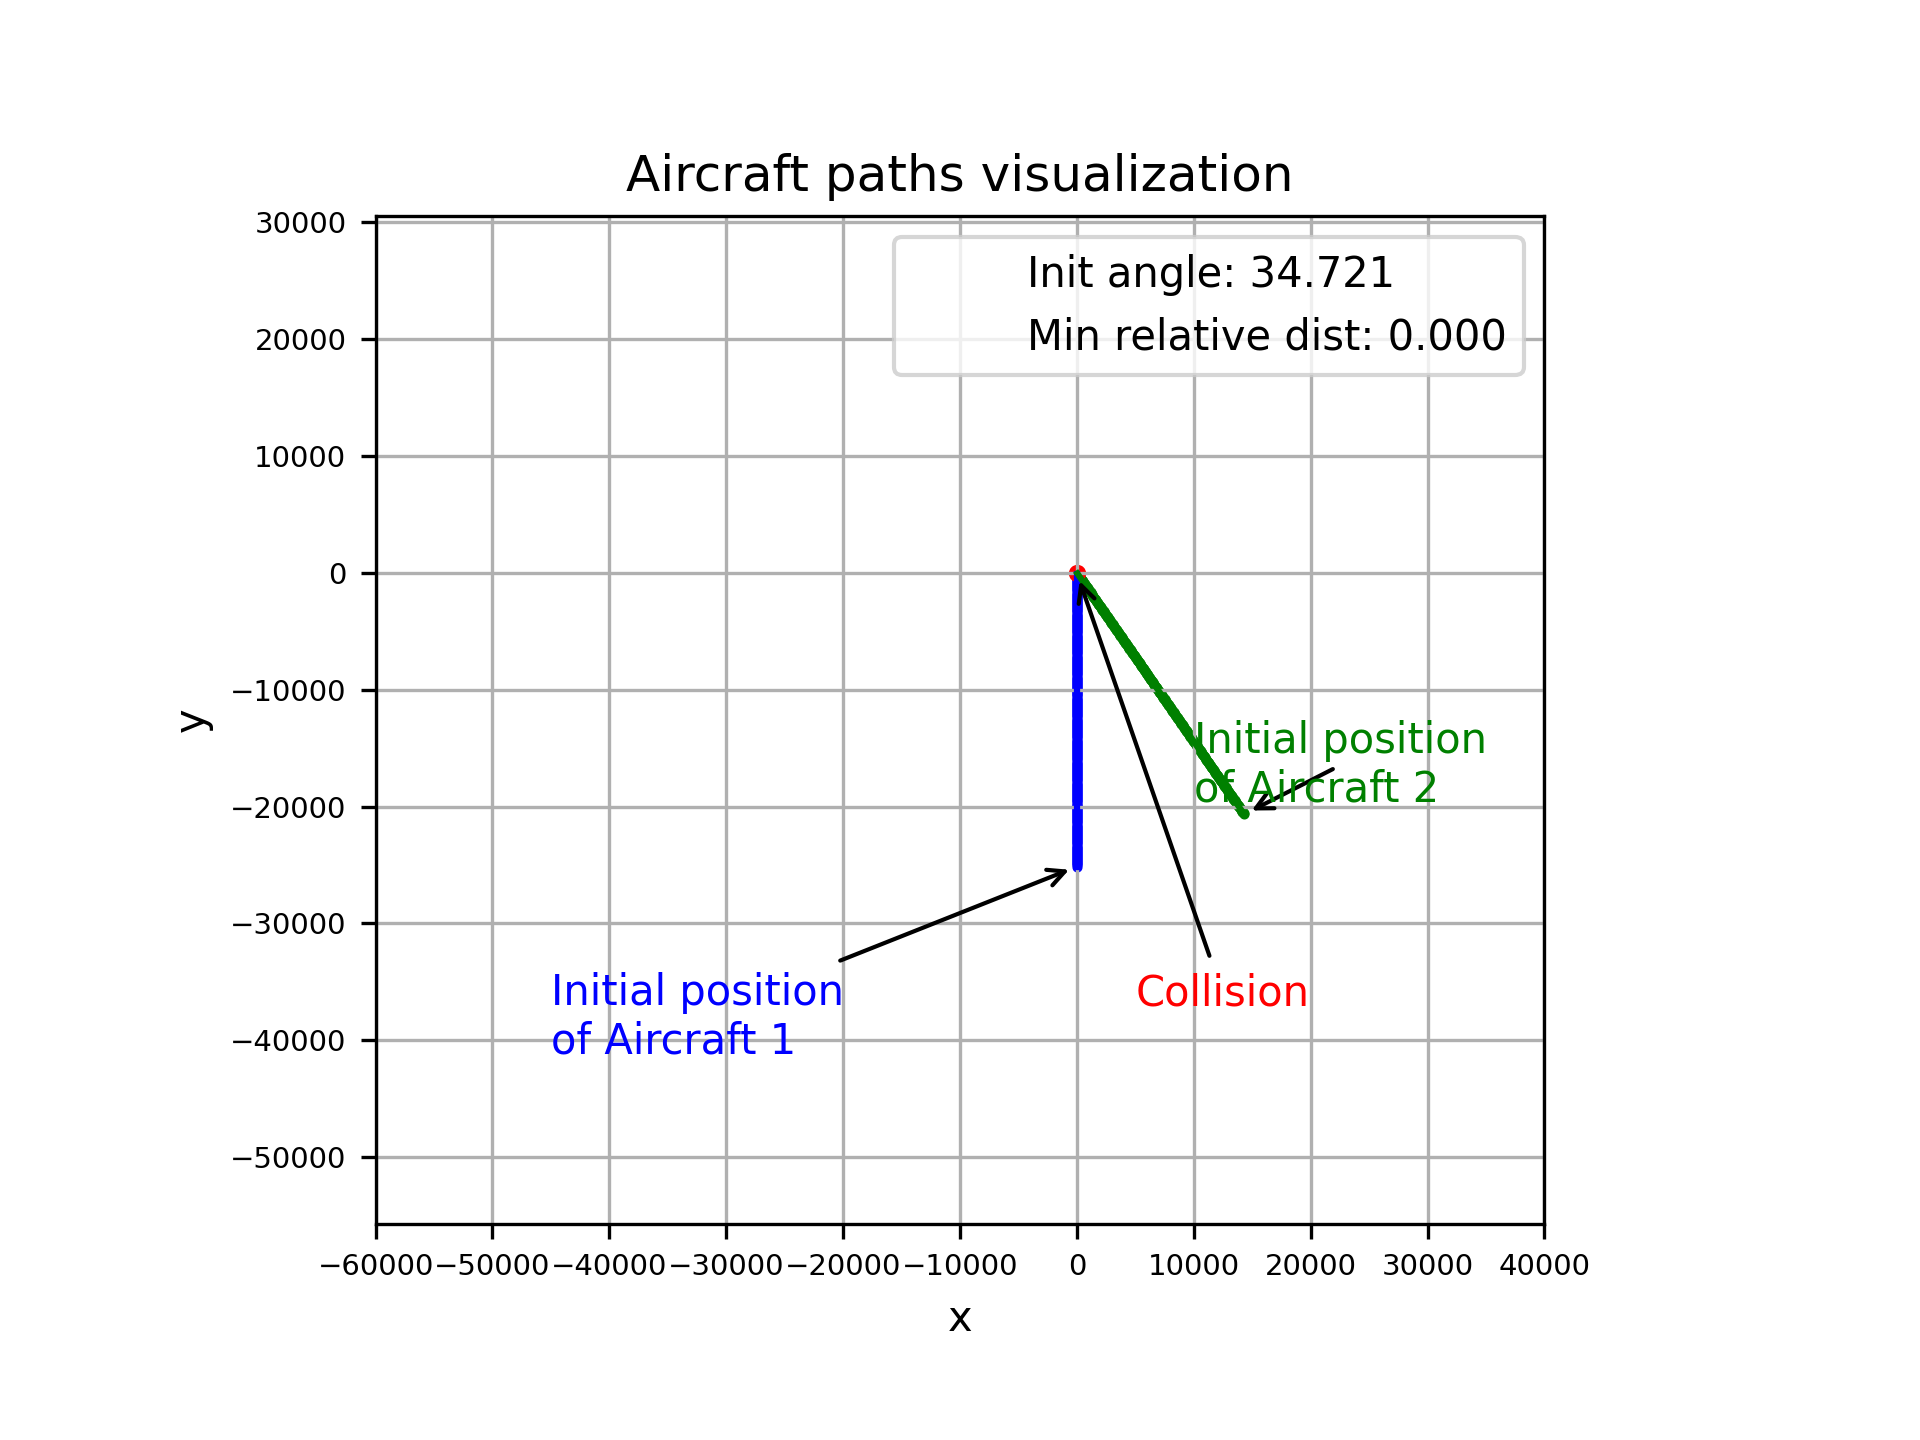 Aircraft paths visualization
30000
20000
10000
0
−10000
−20000
−30000
−40000
−50000
y
Init angle: 34.721
Min relative dist: 0.000
Initial position
of Aircraft 2
Initial position
of Aircraft 1
Collision
−60000 −50000 −40000 −30000 −20000 −10000 0 10000 20000 30000 40000
x